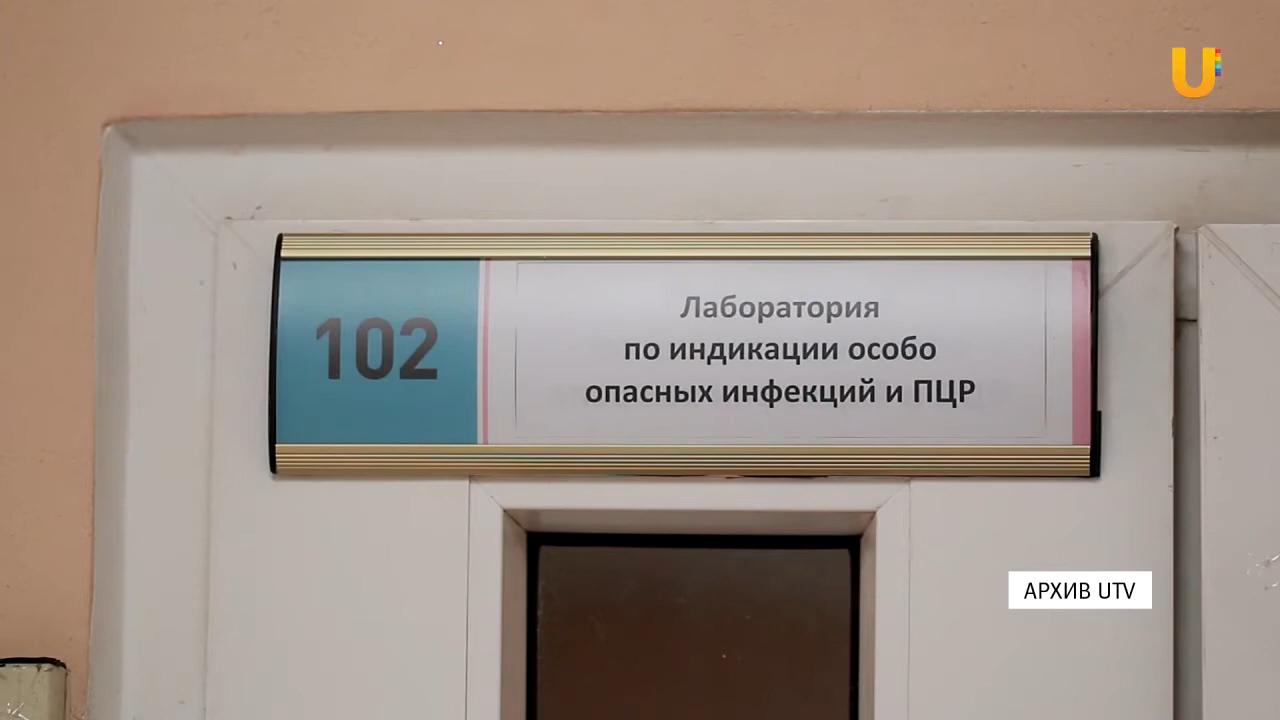 U
102
Лаборатория
по индикации особо
опасных инфекций и ПЦР
АРХИВ UTV